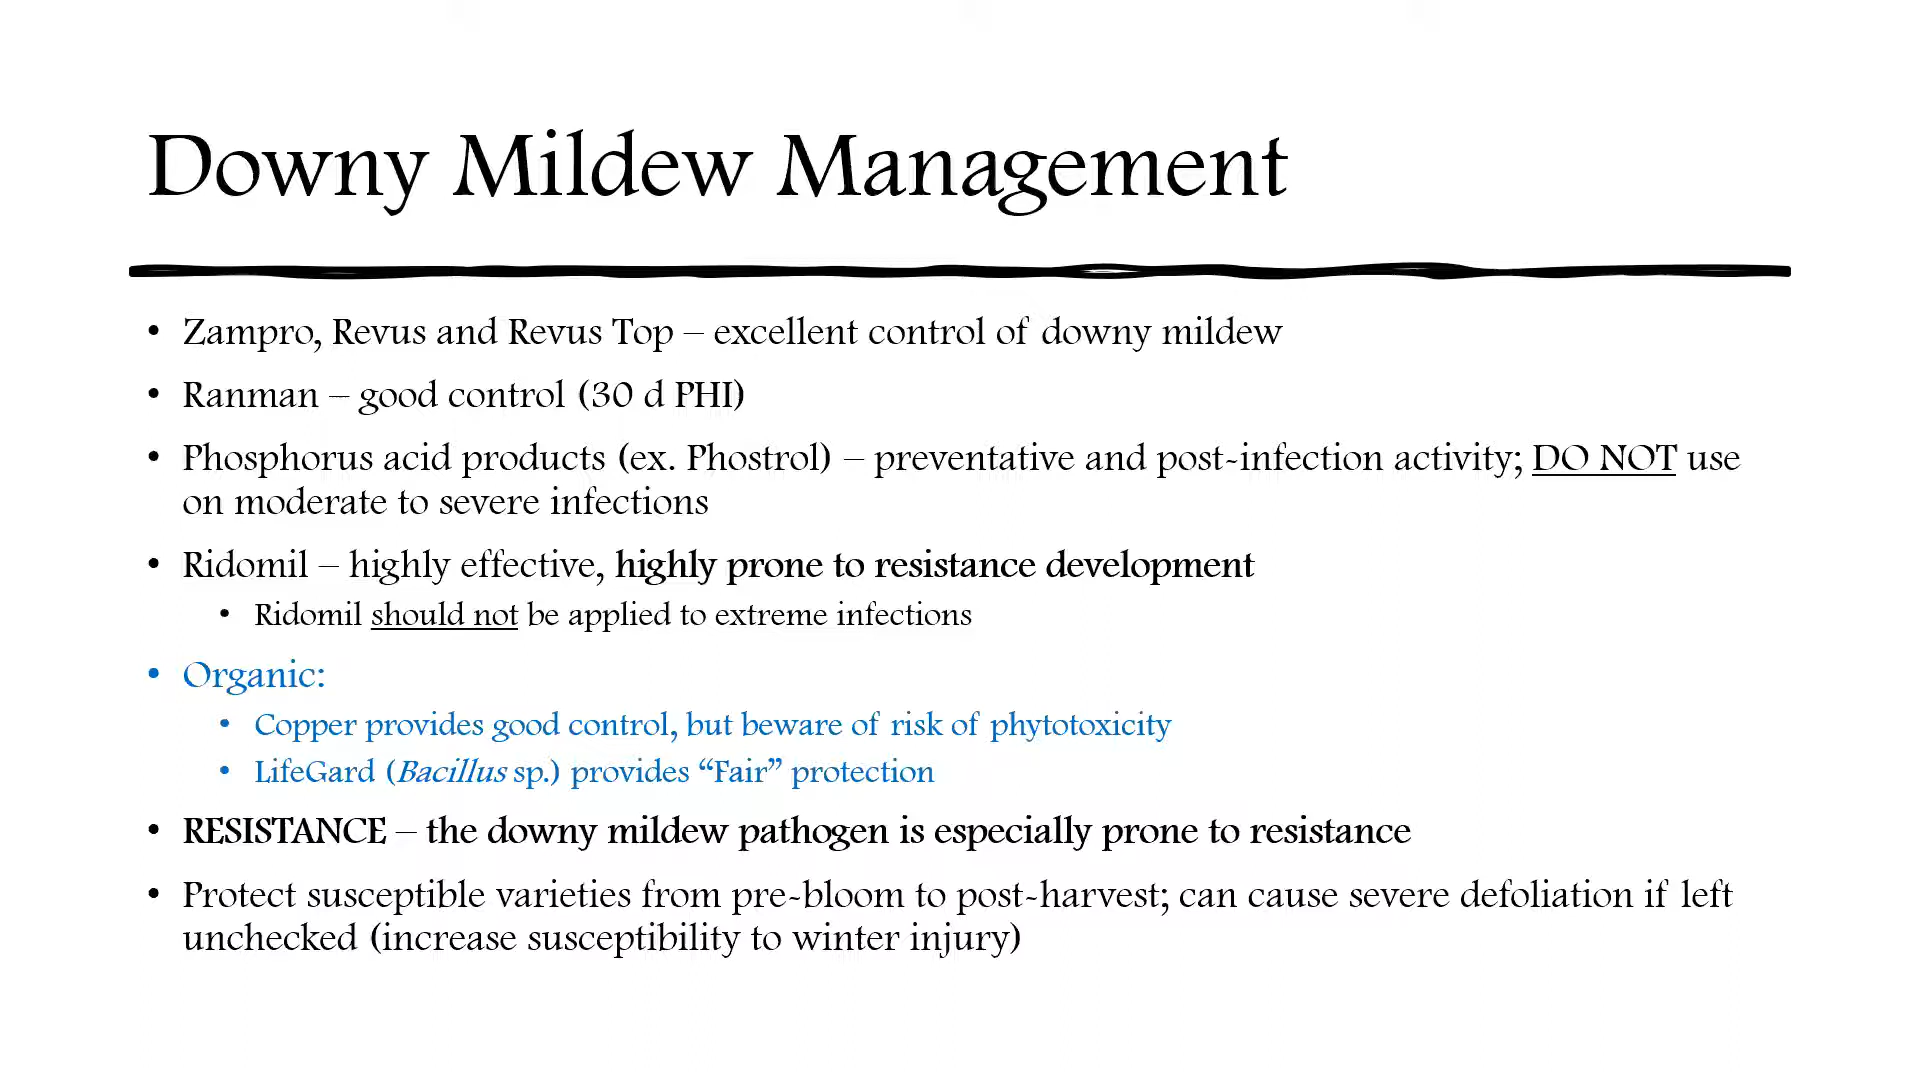 Downy Mildew Management
• Zampro, Revus and Revus Top – excellent control of downy mildew
• Ranman – good control (30 d PHI)
• Phosphorus acid products (ex. Phostrol) – preventative and post-infection activity; DO NOT use
on moderate to severe infections
• Ridomil – highly effective, highly prone to resistance development
• Ridomil should not be applied to extreme infections
• Organic:
• Copper provides good control, but beware of risk of phytotoxicity
• LifeGard (Bacillus sp.) provides “Fair” protection
• RESISTANCE – the downy mildew pathogen is especially prone to resistance
• Protect susceptible varieties from pre-bloom to post-harvest; can cause severe defoliation if left
unchecked (increase susceptibility to winter injury)